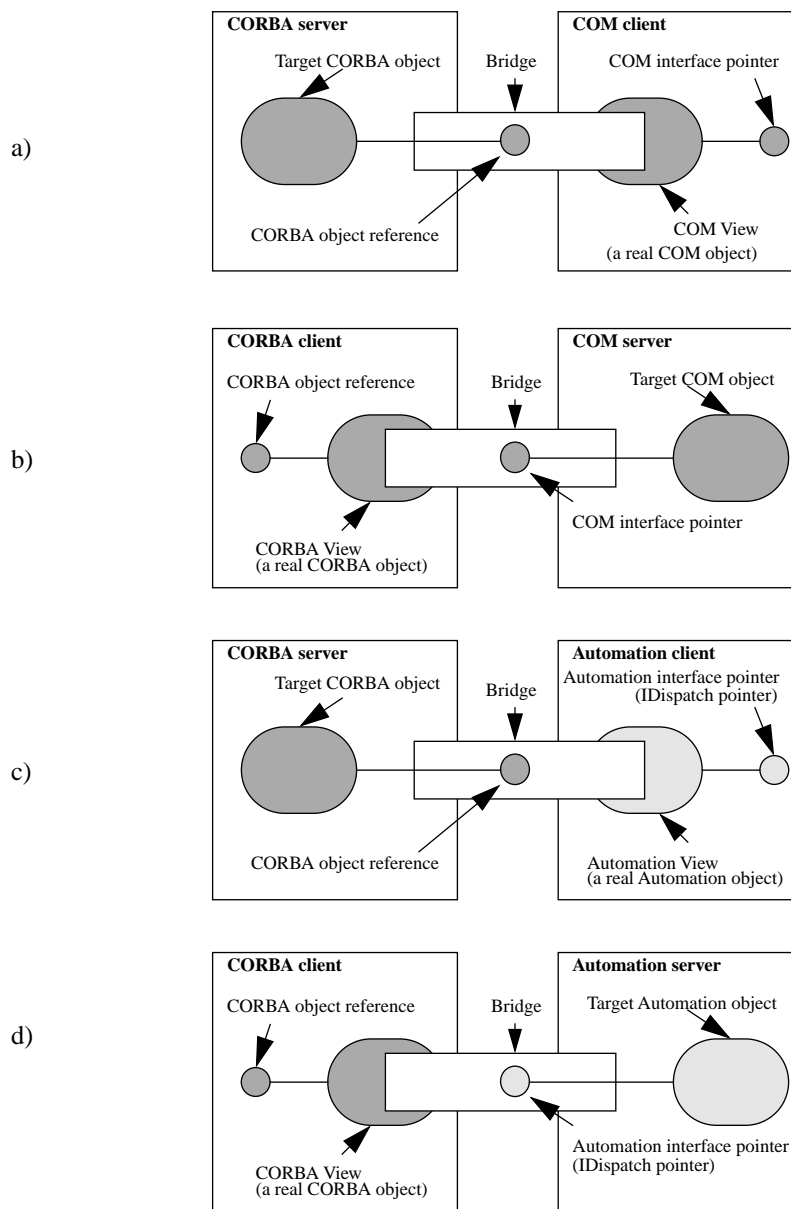 CORBA server
COM client
Target CORBA object
Bridge
COM interface pointer
a)
CORBA object reference
COM View
(a real COM object)
CORBA client
COM server
CORBA object reference
Bridge
Target COM object
b)
COM interface pointer
CORBA View
(a real CORBA object)
CORBA server
Automation client
Target CORBA object
Bridge
Automation interface pointer
(IDispatch pointer)
c)
CORBA object reference
Automation View
(a real Automation object)
CORBA client
Automation server
CORBA object reference
Bridge
Target Automation object
d)
Automation interface pointer
(IDispatch pointer)
CORBA View
(a real CORBA object)